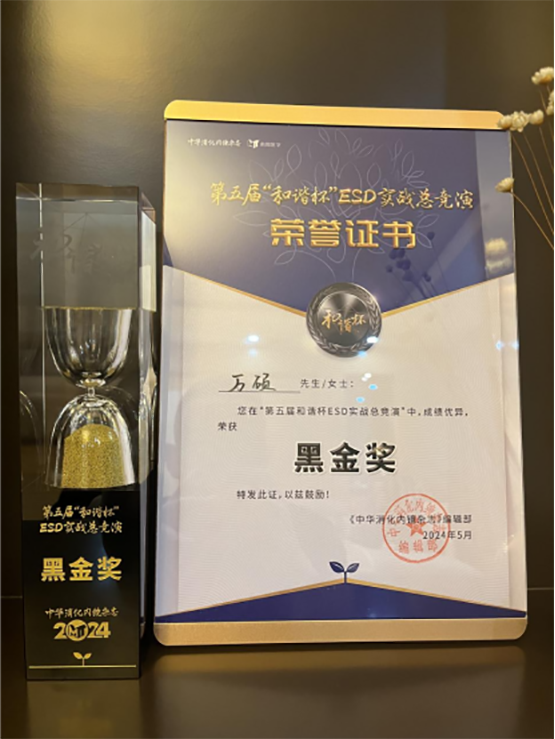 中华消化内镜杂志
第五届“和谐杯”ESD实战总竞演
荣誉证书
和谐杯
万硕 先生/女士：
您在“第五届和谐杯ESD实战总竞演”中，成绩优异，
荣获
黑金奖
特发此证，以兹鼓励！
《中华消化内镜杂志》编辑部
2024年5月
编辑部
第五届“和谐杯”
ESD实战总竞演
黑金奖
中华消化内镜杂志
2024